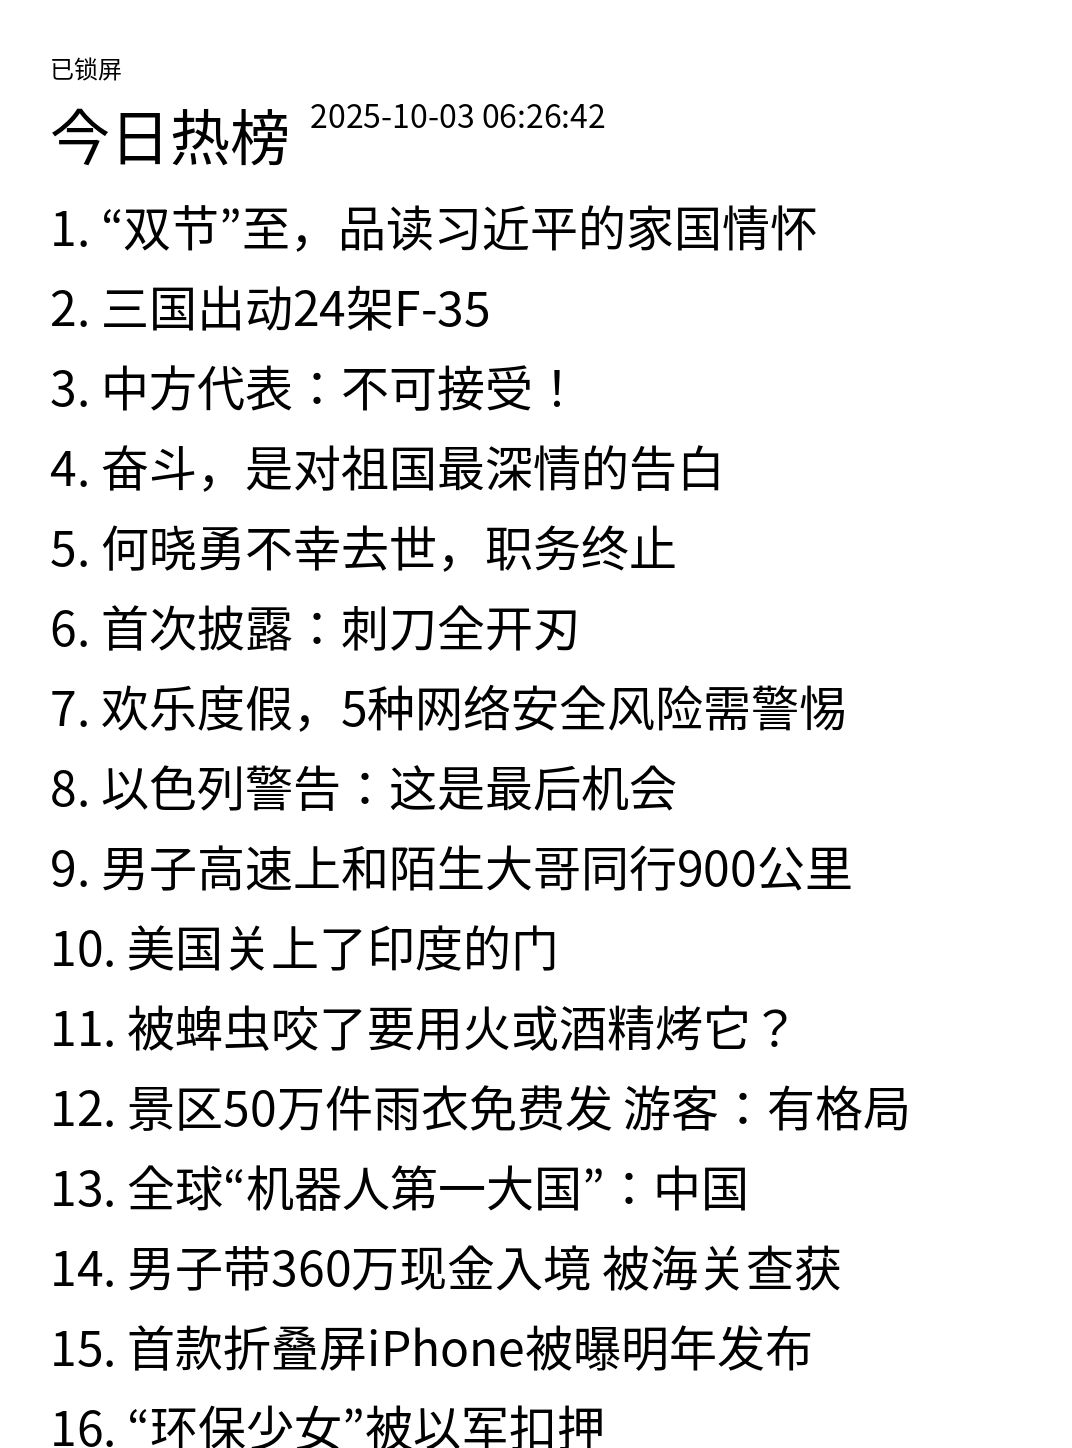 已锁屏
今日热榜 2025-10-03 06:26:42
1. “双节”至，品读习近平的家国情怀
2. 三国出动24架F-35
3. 中方代表：不可接受！
4. 奋斗，是对祖国最深情的告白
5. 何晓勇不幸去世，职务终止
6. 首次披露：刺刀全开刃
7. 欢乐度假，5种网络安全风险需警惕
8. 以色列警告：这是最后机会
9. 男子高速上和陌生大哥同行900公里
10. 美国关上了印度的门
11. 被蜱虫咬了要用火或酒精烤它？
12. 景区50万件雨衣免费发 游客：有格局
13. 全球“机器人第一大国”：中国
14. 男子带360万现金入境 被海关查获
15. 首款折叠屏iPhone被曝明年发布
16. “环保少女”被以军扣押